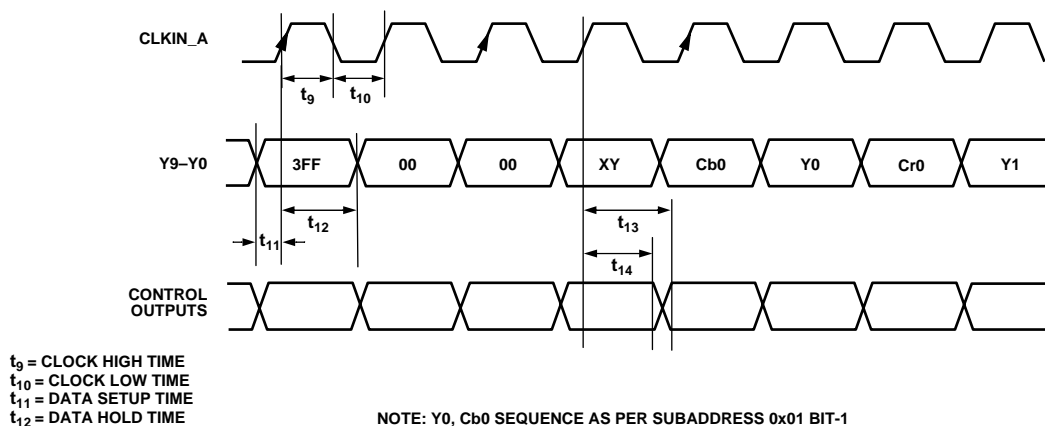 CLKIN_A
t9
t10
Y9–Y0
3FF
00
00
XY
Cb0
Y0
Cr0
Y1
t12
t13
t11
t14
CONTROL
OUTPUTS
t9 = CLOCK HIGH TIME
t10 = CLOCK LOW TIME
t11 = DATA SETUP TIME
t12 = DATA HOLD TIME
NOTE: Y0, Cb0 SEQUENCE AS PER SUBADDRESS 0x01 BIT-1